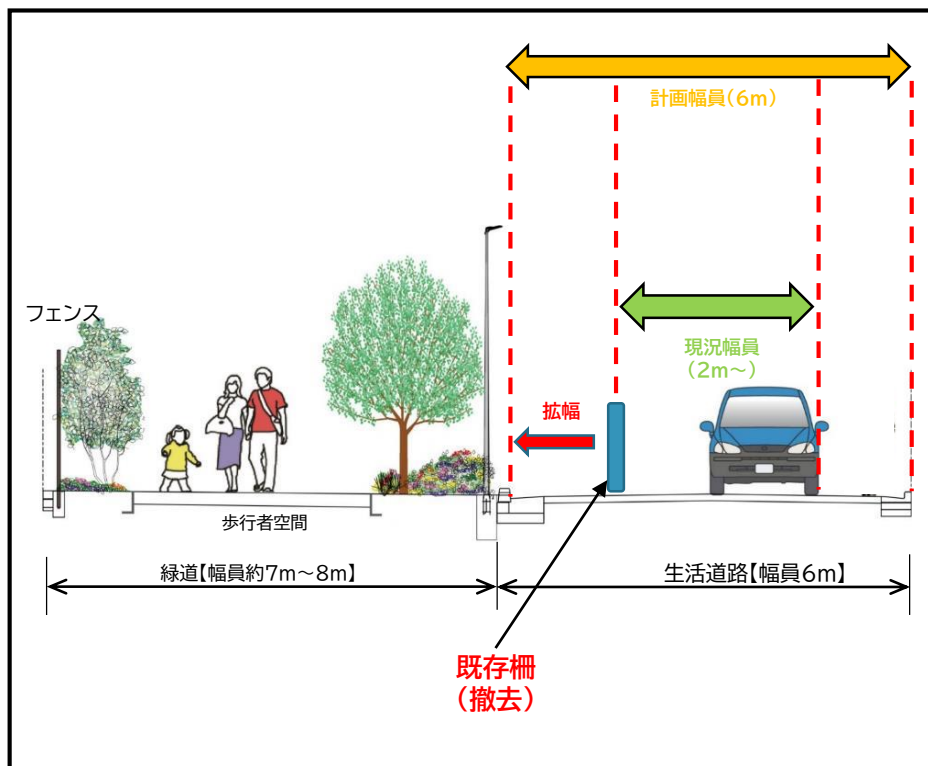 計画幅員(6m)
フェンス
現況幅員
(2m~)
拡幅
歩行者空間
緑道【幅員約7m~8m】
生活道路【幅員6m】
既存柵
(撤去)